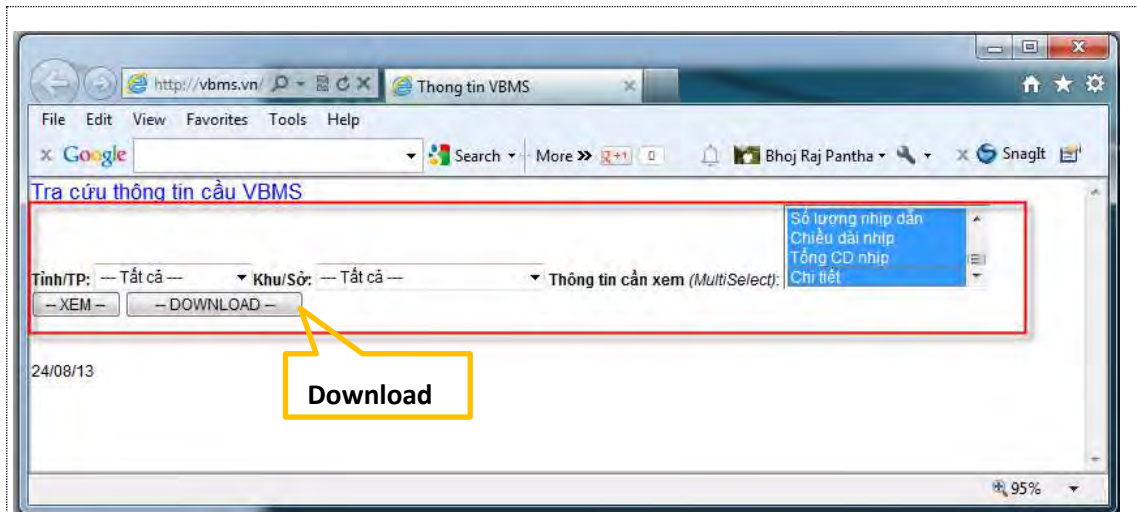 http://vbms.vn/
Thong tin VBMS
File Edit View Favorites Tools Help
x Google
Search More » +1 0 Bhoj Raj Pantha x SnagIt
Tra cứu thông tin cầu VBMS
Số lượng nhịp dẫn
Chiều dài nhịp
Tổng CD nhịp
Tỉnh/TP: --- Tất cả --- Khu/Sở: --- Tất cả --- Thông tin cần xem (MultiSelect): Chi tiết
-- XEM -- -- DOWNLOAD --
24/08/13
Download
95%